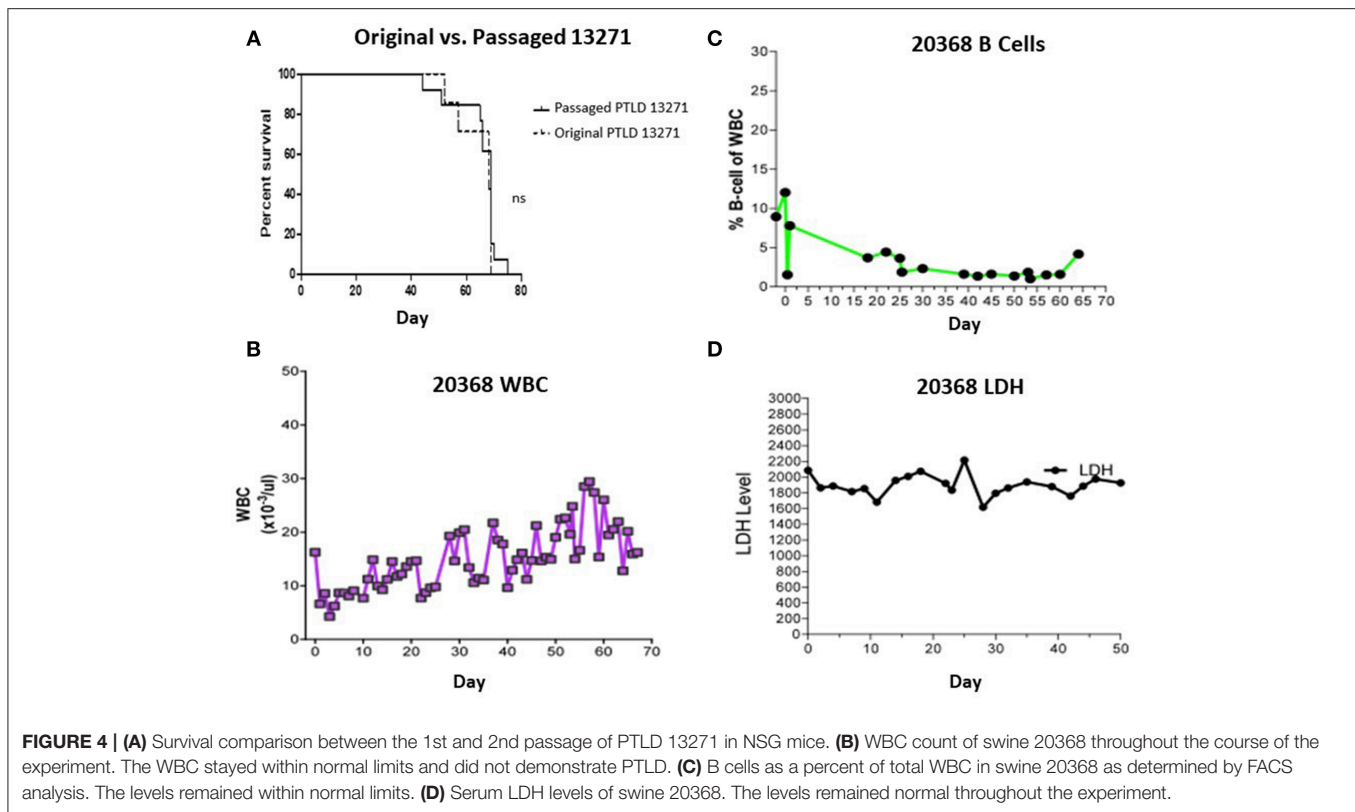 A
Original vs. Passaged 13271
100
80
60
40
20
0
Percent survival
0 20 40 60 80
Day
Passaged PTLD 13271
Original PTLD 13271
ns
C
20368 B Cells
30
25
20
15
10
5
0
% B-cell of WBC
0 5 10 15 20 25 30 35 40 45 50 55 60 65 70
Day
B
20368 WBC
50
40
30
20
10
0
WBC
(x10⁻³/ul)
0 10 20 30 40 50 60 70
Day
D
20368 LDH
3000
2800
2600
2400
2200
2000
1800
1600
1400
1200
1000
800
600
400
200
0
LDH Level
LDH
0 10 20 30 40 50
Day
FIGURE 4 | (A) Survival comparison between the 1st and 2nd passage of PTLD 13271 in NSG mice. (B) WBC count of swine 20368 throughout the course of the
experiment. The WBC stayed within normal limits and did not demonstrate PTLD. (C) B cells as a percent of total WBC in swine 20368 as determined by FACS
analysis. The levels remained within normal limits. (D) Serum LDH levels of swine 20368. The levels remained normal throughout the experiment.